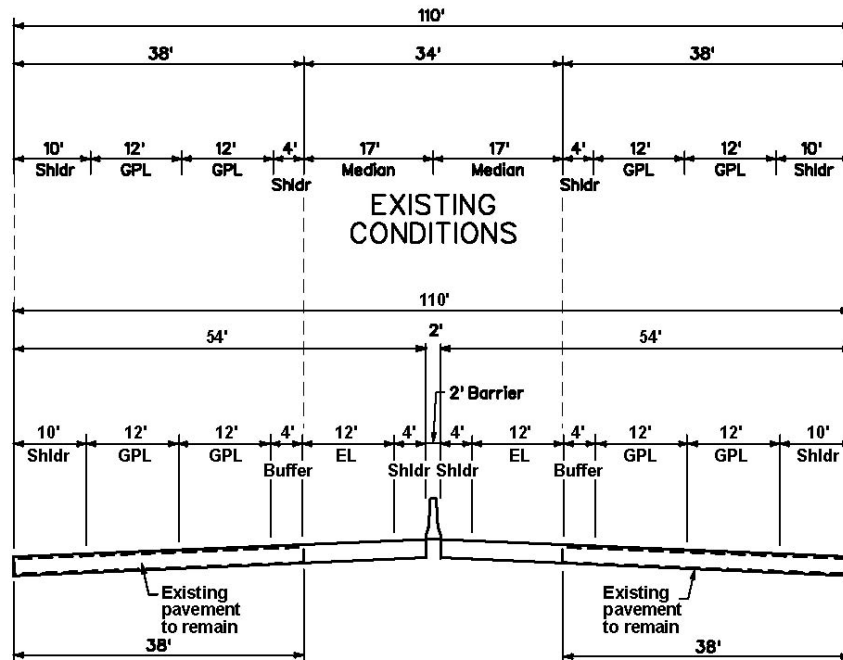 110'
38' 34' 38'
10' 12' 12' 4' 17' 17' 4' 12' 12' 10'
Shldr GPL GPL Shldr Median Median Shldr GPL GPL Shldr
EXISTING
CONDITIONS
110'
54' 2' 54'
2' Barrier
10' 12' 12' 4' 12' 4' 4' 12' 4' 12' 12' 10'
Shldr GPL GPL Buffer EL Shldr Shldr EL Buffer GPL GPL Shldr
Existing
pavement
to remain
Existing
pavement
to remain
38' 38'